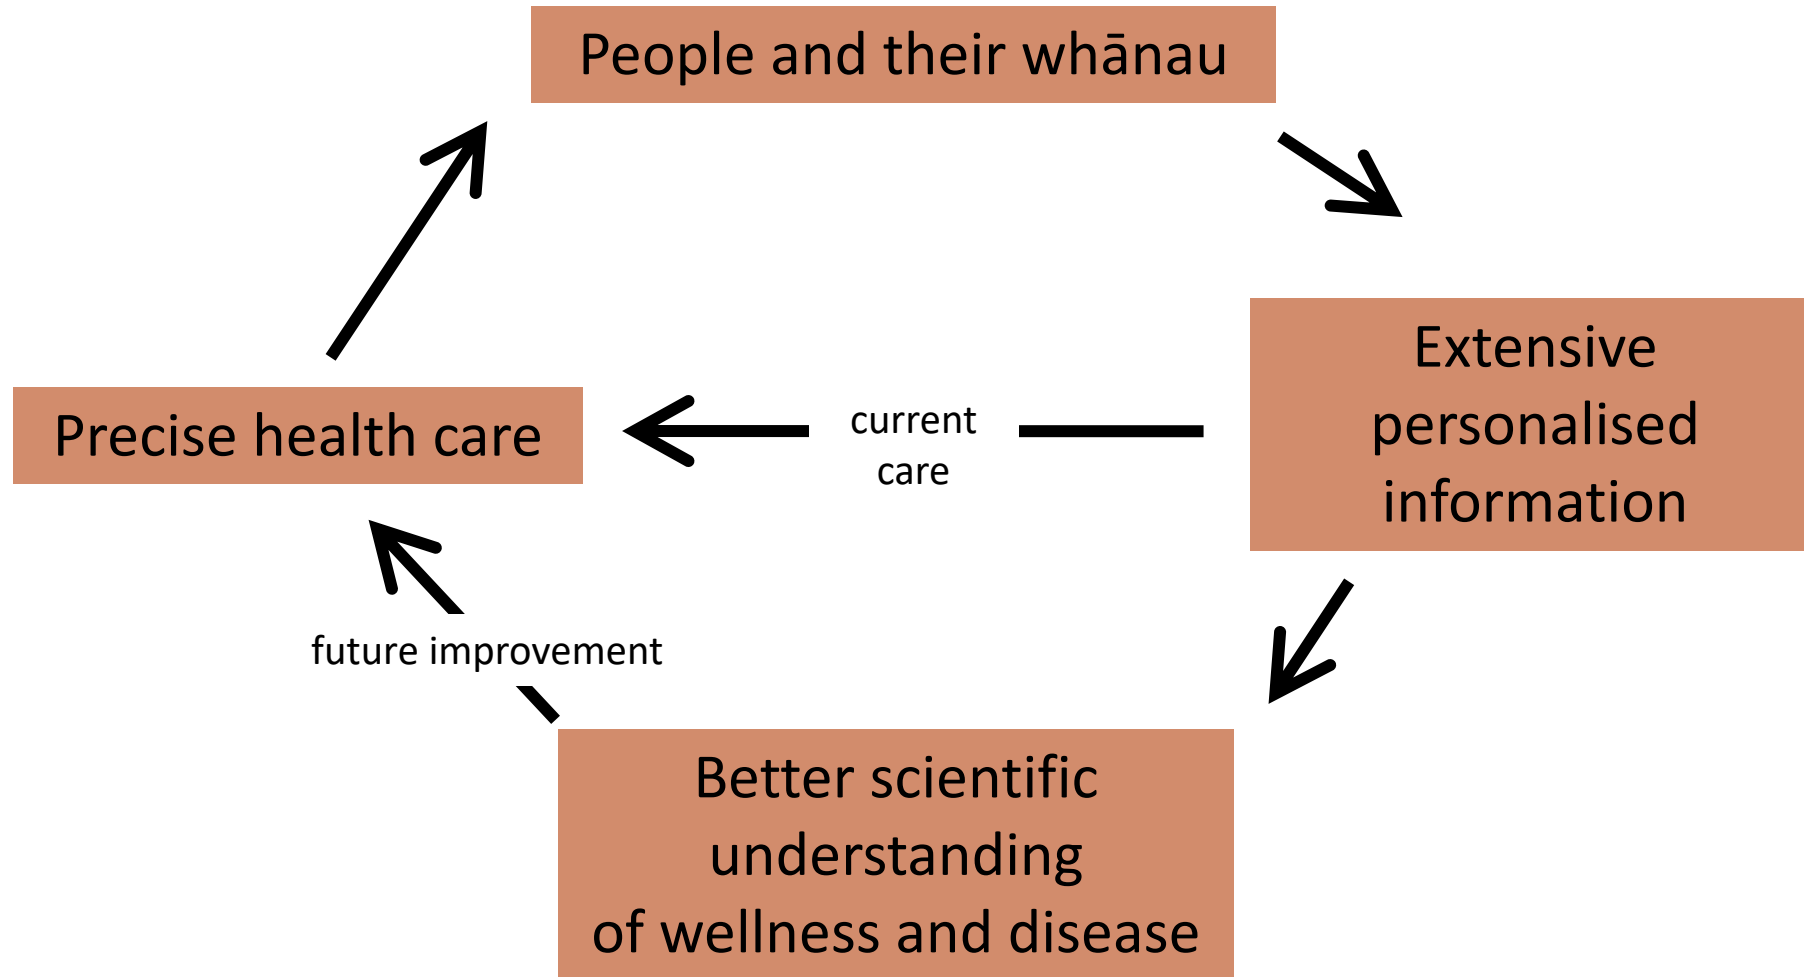 People and their whānau
Extensive
personalised
information
current
care
Precise health care
future improvement
Better scientific
understanding
of wellness and disease